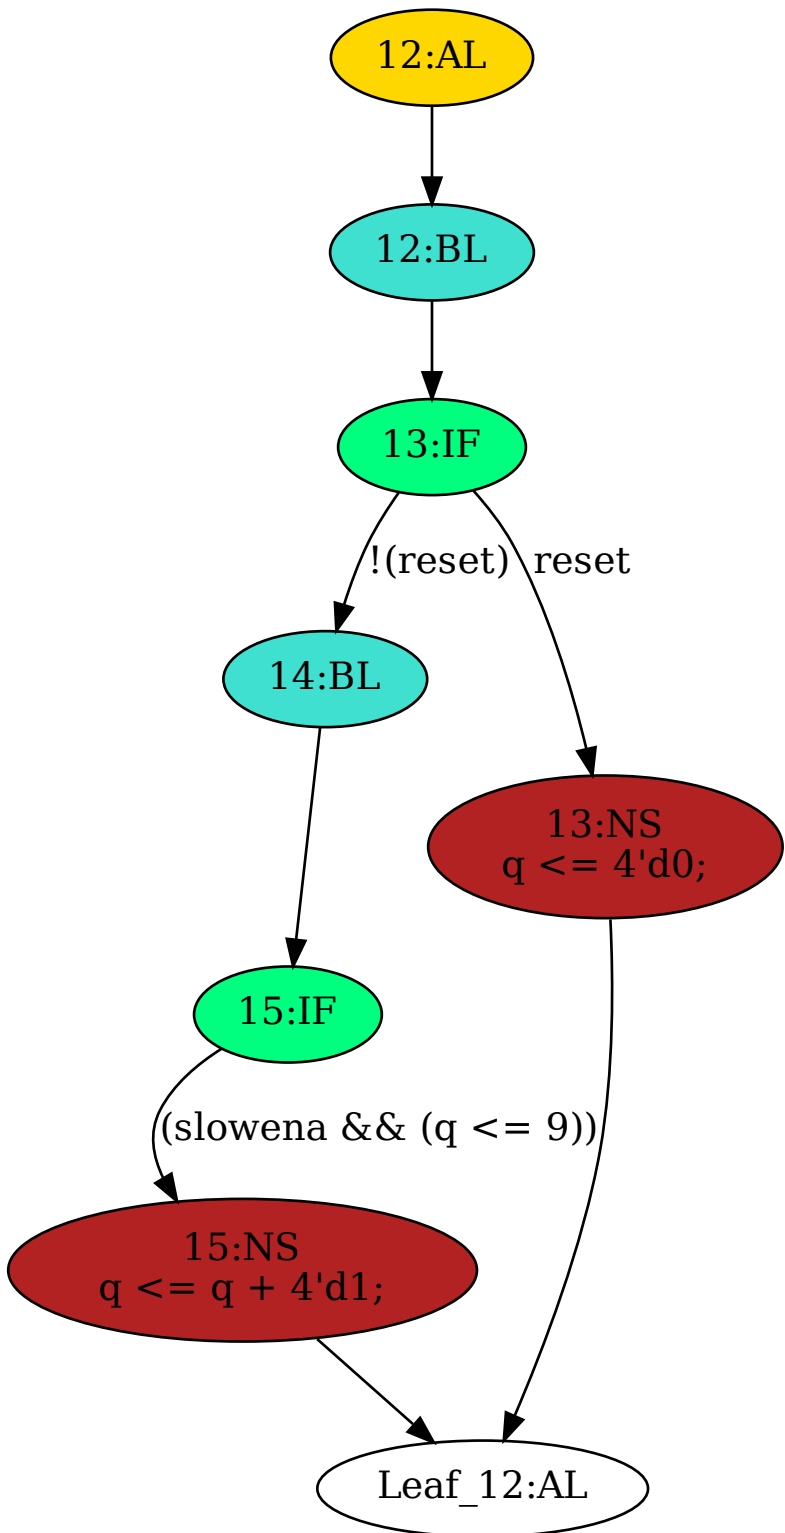 12:AL
12:BL
13:IF
!(reset)
reset
14:BL
13:NS
q <= 4'd0;
15:IF
(slowena && (q <= 9))
15:NS
q <= q + 4'd1;
Leaf_12:AL